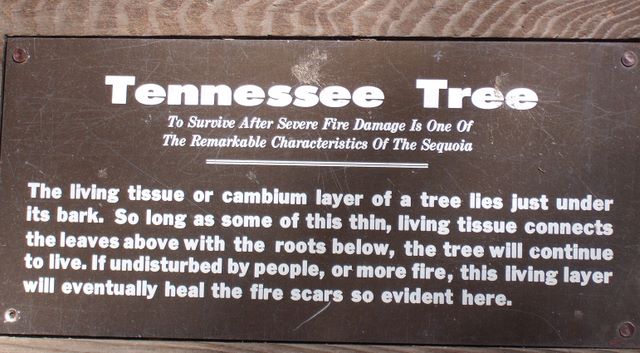 Tennessee Tree
To Survive After Severe Fire Damage Is One Of
The Remarkable Characteristics Of The Sequoia
The living tissue or cambium layer of a tree lies just under
its bark. So long as some of this thin, living tissue connects
the leaves above with the roots below, the tree will continue
to live. If undisturbed by people, or more fire, this living layer
will eventually heal the fire scars so evident here.